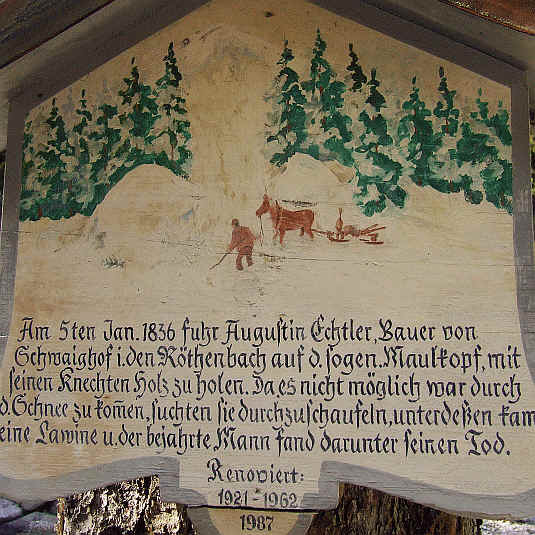 Am 5ten Jan. 1836 fuhr Augustin Echtler, Bauer von
Schwaighof i. den Röthenbach auf d. sogen. Maulkopf, mit
seinen Knechten Holz zu holen. Da es nicht möglich war durch
d. Schnee zu kom̅en, suchten sie durchzuschaufeln, unterdeßen kam
eine Lawine u. der bejahrte Mann fand darunter seinen Tod.
Renoviert:
1921 - 1962
1987